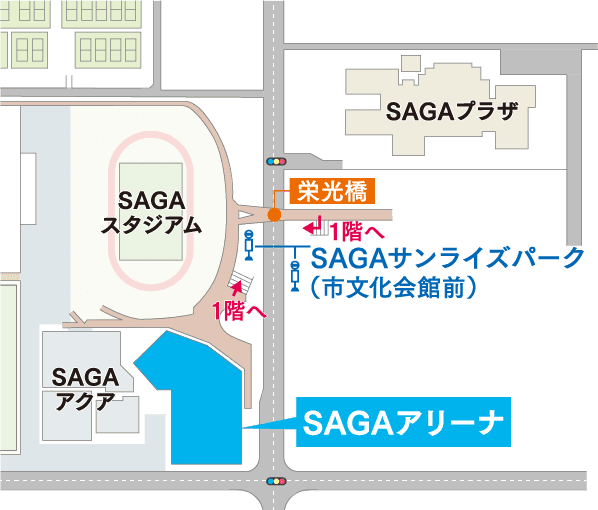 SAGAプラザ
栄光橋
SAGA
スタジアム
1階へ
SAGAサンライズパーク
（市文化会館前）
1階へ
SAGA
アクア
SAGAアリーナ